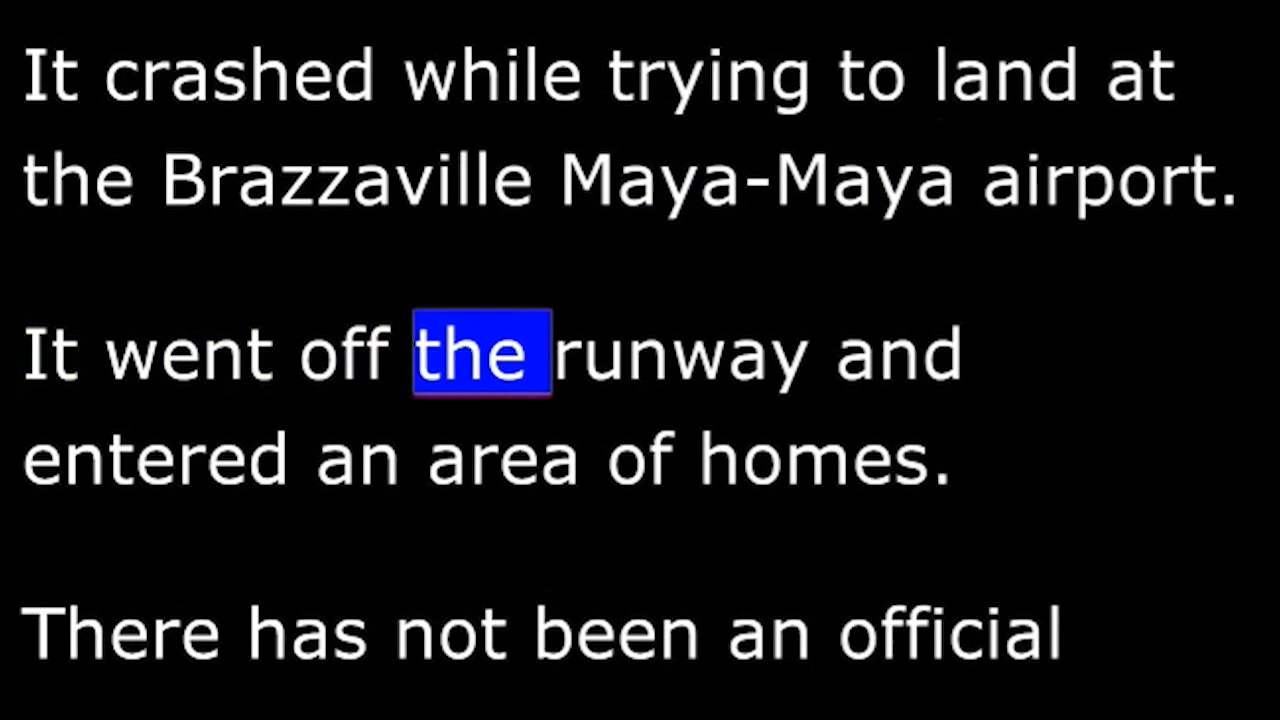 It crashed while trying to land at
the Brazzaville Maya-Maya airport.
It went off the runway and
entered an area of homes.
There has not been an official